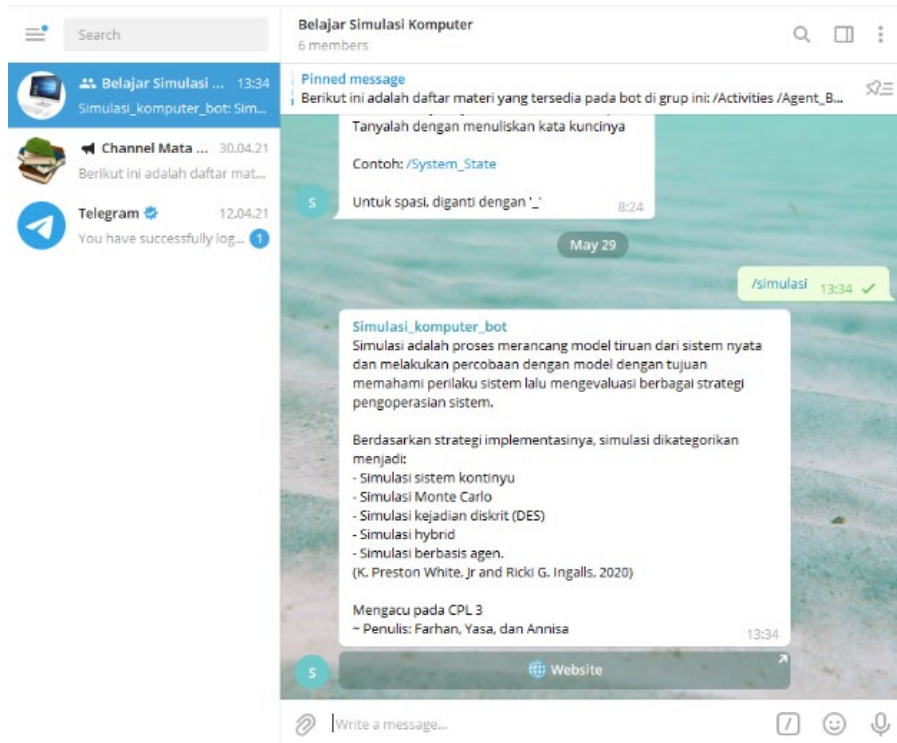 Search
Belajar Simulasi ... 13:34
Simulasi_komputer_bot: Sim...
Channel Mata ... 30.04.21
Berikut ini adalah daftar mat...
Telegram 12.04.21
You have successfully log... 1
Belajar Simulasi Komputer
6 members
Pinned message
Berikut ini adalah daftar materi yang tersedia pada bot di grup ini: /Activities /Agent_B...
Tanyalah dengan menuliskan kata kuncinya
Contoh: /System_State
Untuk spasi, diganti dengan '_' 8:24
S
May 29
/simulasi 13:34
Simulasi_komputer_bot
Simulasi adalah proses merancang model tiruan dari sistem nyata
dan melakukan percobaan dengan model dengan tujuan
memahami perilaku sistem lalu mengevaluasi berbagai strategi
pengoperasian sistem.
Berdasarkan strategi implementasinya, simulasi dikategorikan
menjadi:
- Simulasi sistem kontinyu
- Simulasi Monte Carlo
- Simulasi kejadian diskrit (DES)
- Simulasi hybrid
- Simulasi berbasis agen.
(K. Preston White, Jr and Ricki G. Ingalls, 2020)
Mengacu pada CPL 3
~ Penulis: Farhan, Yasa, dan Annisa 13:34
S
Website
Write a message...